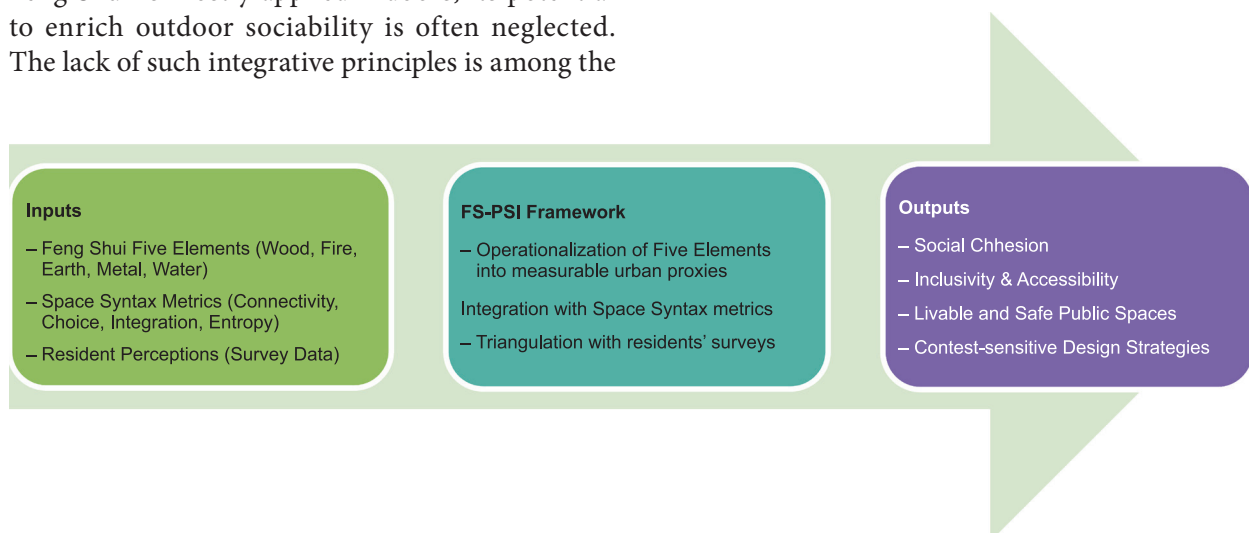 to enrich outdoor sociability is often neglected.
The lack of such integrative principles is among the
Inputs
– Feng Shui Five Elements (Wood, Fire,
Earth, Metal, Water)
– Space Syntax Metrics (Connectivity,
Choice, Integration, Entropy)
– Resident Perceptions (Survey Data)
FS-PSI Framework
– Operationalization of Five Elements
into measurable urban proxies
Integration with Space Syntax metrics
– Triangulation with residents’ surveys
Outputs
– Social Chhesion
– Inclusivity & Accessibility
– Livable and Safe Public Spaces
– Contest-sensitive Design Strategies